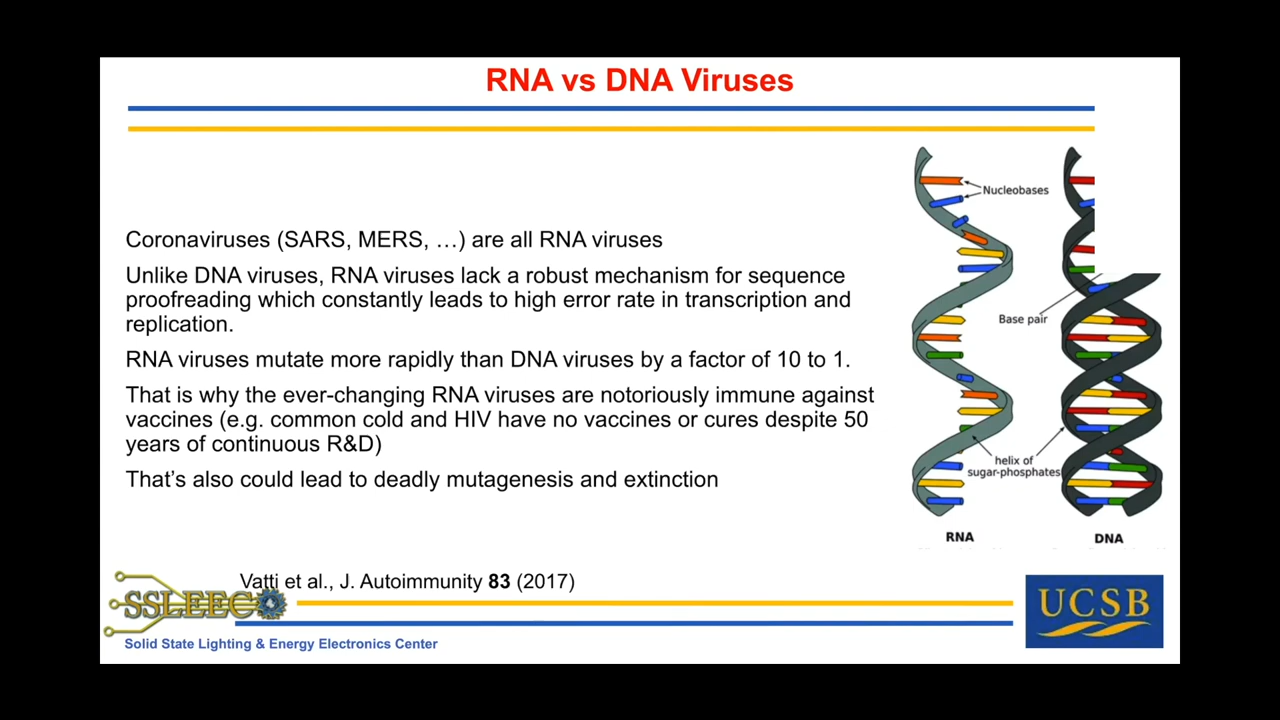 RNA vs DNA Viruses
Nucleobases
Coronaviruses (SARS, MERS, …) are all RNA viruses
Unlike DNA viruses, RNA viruses lack a robust mechanism for sequence
proofreading which constantly leads to high error rate in transcription and
replication.
Base pair
RNA viruses mutate more rapidly than DNA viruses by a factor of 10 to 1.
That is why the ever-changing RNA viruses are notoriously immune against
vaccines (e.g. common cold and HIV have no vaccines or cures despite 50
years of continuous R&D)
helix of
sugar-phosphates
That's also could lead to deadly mutagenesis and extinction
RNA
DNA
Vatti et al., J. Autoimmunity 83 (2017)
SSLEEC
UCSB
Solid State Lighting & Energy Electronics Center